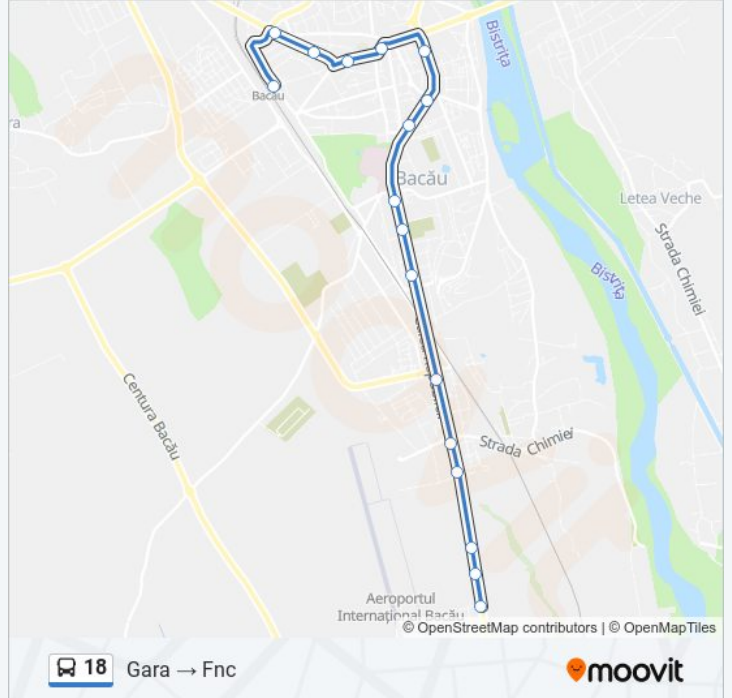 Bistrița
Bacău
ra
Bacău
Letea Veche
Strada Chimiei
Bistrița
Centura Bacău
Strada Chimiei
Aeroportul
Internațional Bacău
© OpenStreetMap contributors | © OpenMapTiles
18 Gara → Fnc
moovit